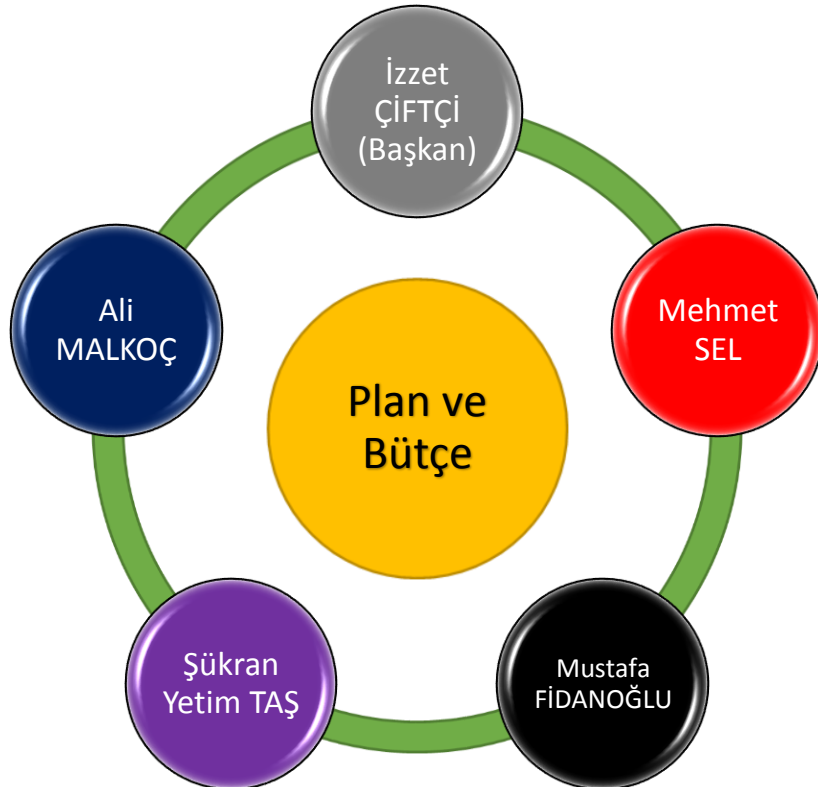 İzzet
ÇİFTÇİ
(Başkan)
Mehmet
SEL
Mustafa
FİDANOĞLU
Şükran
Yetim TAŞ
Ali
MALKOÇ
Plan ve
Bütçe